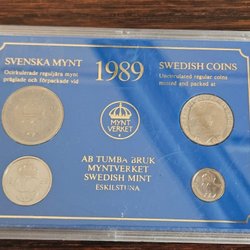 SVENSKA MYNT
Ocirkulerade reguljära mynt
präglade och förpackade vid
1989
SWEDISH COINS
Uncirculated regular coins
minted and packed at
MYNT
VERKET
AB TUMBA BRUK
MYNTVERKET
SWEDISH MINT
ESKILSTUNA